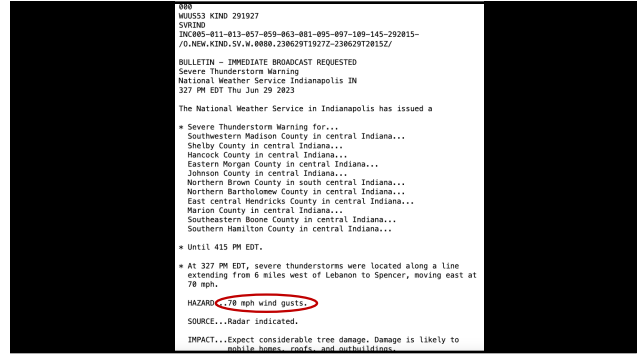 000
WUUS53 KIND 291927
SVRIND
INC005-011-013-057-059-063-081-095-097-109-145-292015-
/O.NEW.KIND.SV.W.0080.230629T1927Z-230629T2015Z/
BULLETIN - IMMEDIATE BROADCAST REQUESTED
Severe Thunderstorm Warning
National Weather Service Indianapolis IN
327 PM EDT Thu Jun 29 2023
The National Weather Service in Indianapolis has issued a
* Severe Thunderstorm Warning for...
Southwestern Madison County in central Indiana...
Shelby County in central Indiana...
Hancock County in central Indiana...
Eastern Morgan County in central Indiana...
Johnson County in central Indiana...
Northern Brown County in south central Indiana...
Northern Bartholomew County in central Indiana...
East central Hendricks County in central Indiana...
Marion County in central Indiana...
Southeastern Boone County in central Indiana...
Southern Hamilton County in central Indiana...
* Until 415 PM EDT.
* At 327 PM EDT, severe thunderstorms were located along a line
extending from 6 miles west of Lebanon to Spencer, moving east at
70 mph.
HAZARD...70 mph wind gusts.
SOURCE...Radar indicated.
IMPACT...Expect considerable tree damage. Damage is likely to
mobile homes, roofs, and outbuildings.